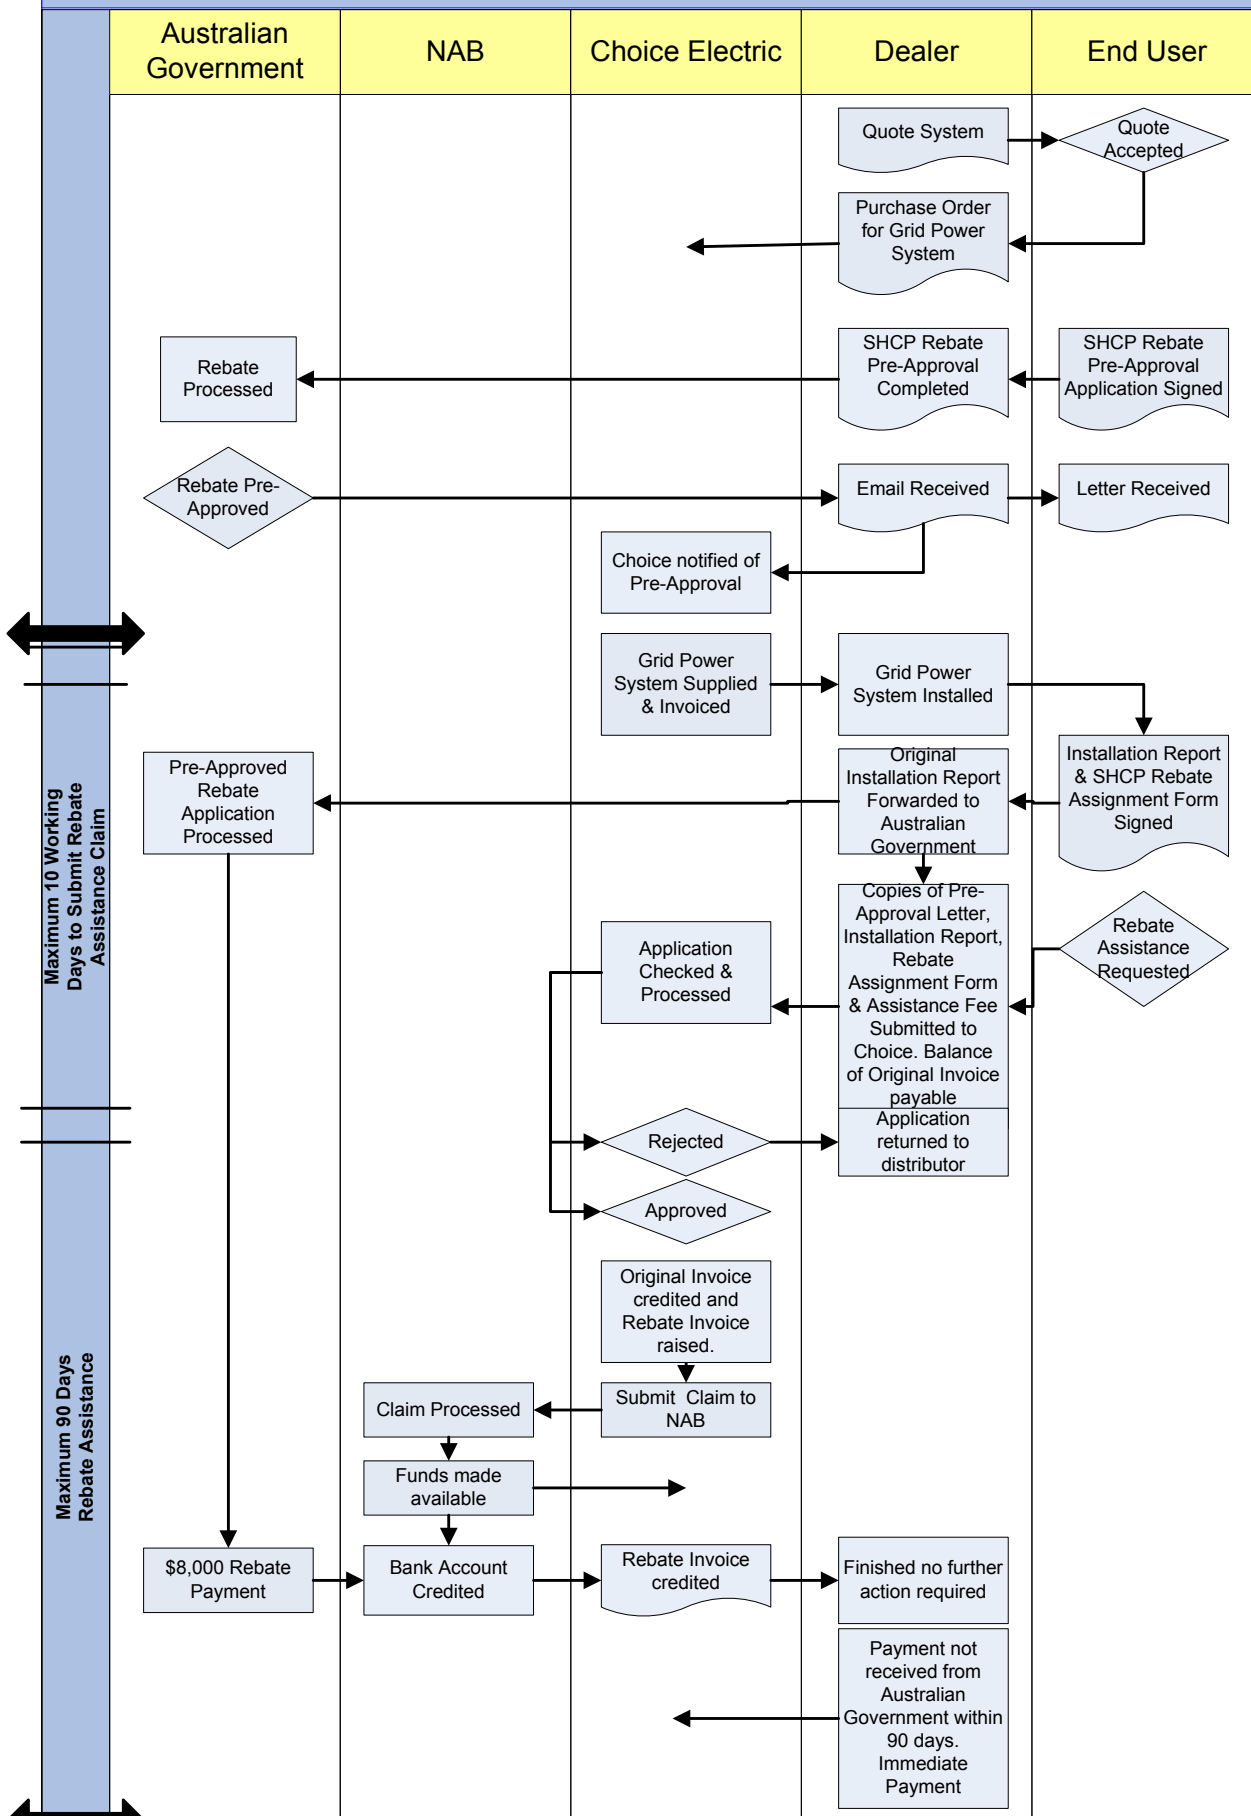 Australian
Government
NAB
Choice Electric
Dealer
End User
Quote System
Quote
Accepted
Purchase Order
for Grid Power
System
Rebate
Processed
SHCP Rebate
Pre-Approval
Completed
SHCP Rebate
Pre-Approval
Application Signed
Rebate Pre-
Approved
Email Received
Letter Received
Choice notified of
Pre-Approval
Grid Power
System Supplied
& Invoiced
Grid Power
System Installed
Maximum 10 Working
Days to Submit Rebate
Assistance Claim
Pre-Approved
Rebate
Application
Processed
Original
Installation Report
Forwarded to
Australian
Government
Installation Report
& SHCP Rebate
Assignment Form
Signed
Application
Checked &
Processed
Copies of Pre-
Approval Letter,
Installation Report,
Rebate
Assignment Form
& Assistance Fee
Submitted to
Choice. Balance
of Original Invoice
payable
Rebate
Assistance
Requested
Rejected
Application
returned to
distributor
Approved
Maximum 90 Days
Rebate Assistance
Original Invoice
credited and
Rebate Invoice
raised.
Claim Processed
Submit Claim to
NAB
Funds made
available
$8,000 Rebate
Payment
Bank Account
Credited
Rebate Invoice
credited
Finished no further
action required
Payment not
received from
Australian
Government within
90 days.
Immediate
Payment